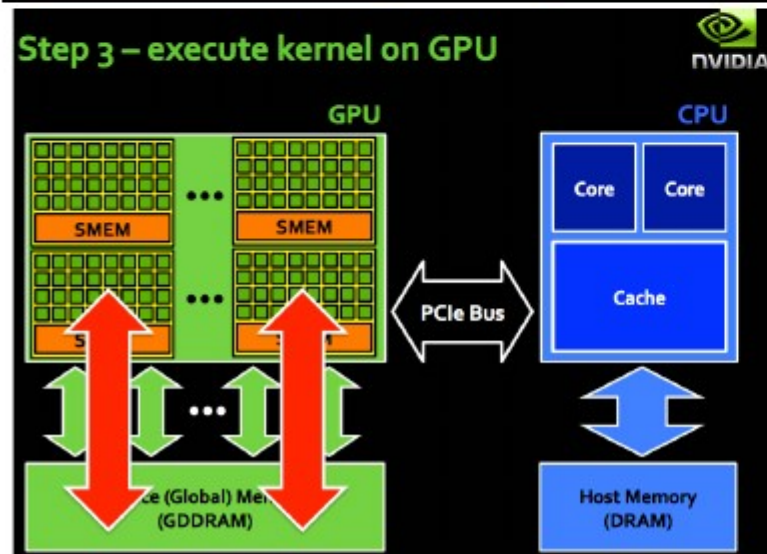 Step 3 – execute kernel on GPU
nVIDIA
GPU
CPU
SMEM
SMEM
Core
Core
Cache
PCIe Bus
(Global)
(GDDRAM)
Host Memory
(DRAM)